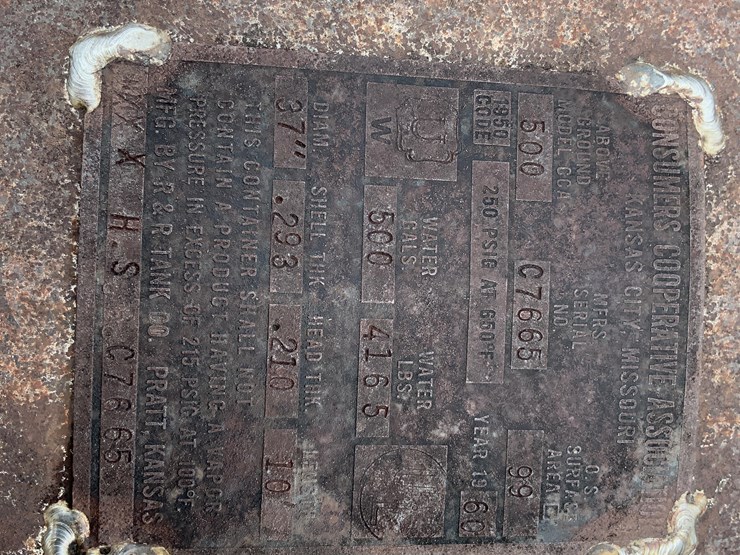 CONSUMERS COOPERATIVE ASSOCIATION
KANSAS CITY, MISSOURI
ABOVE GROUND MFRS SERIAL NO. O.S. SURFACE AREA
MODEL CCA
500 C7665 99
CODE 250 PSIG AT 650°F. YEAR 19 60
U W
WATER GALS WATER LBS.
500 4165
DIAM SHELL THK HEAD THK
37" .293 .210 10
THIS CONTAINER SHALL NOT
CONTAIN A PRODUCT HAVING A VAPOR
PRESSURE IN EXCESS OF 215 PSIG AT 100°F.
MFG. BY R & R TANK CO. PRATT, KANSAS
X H.S C7665